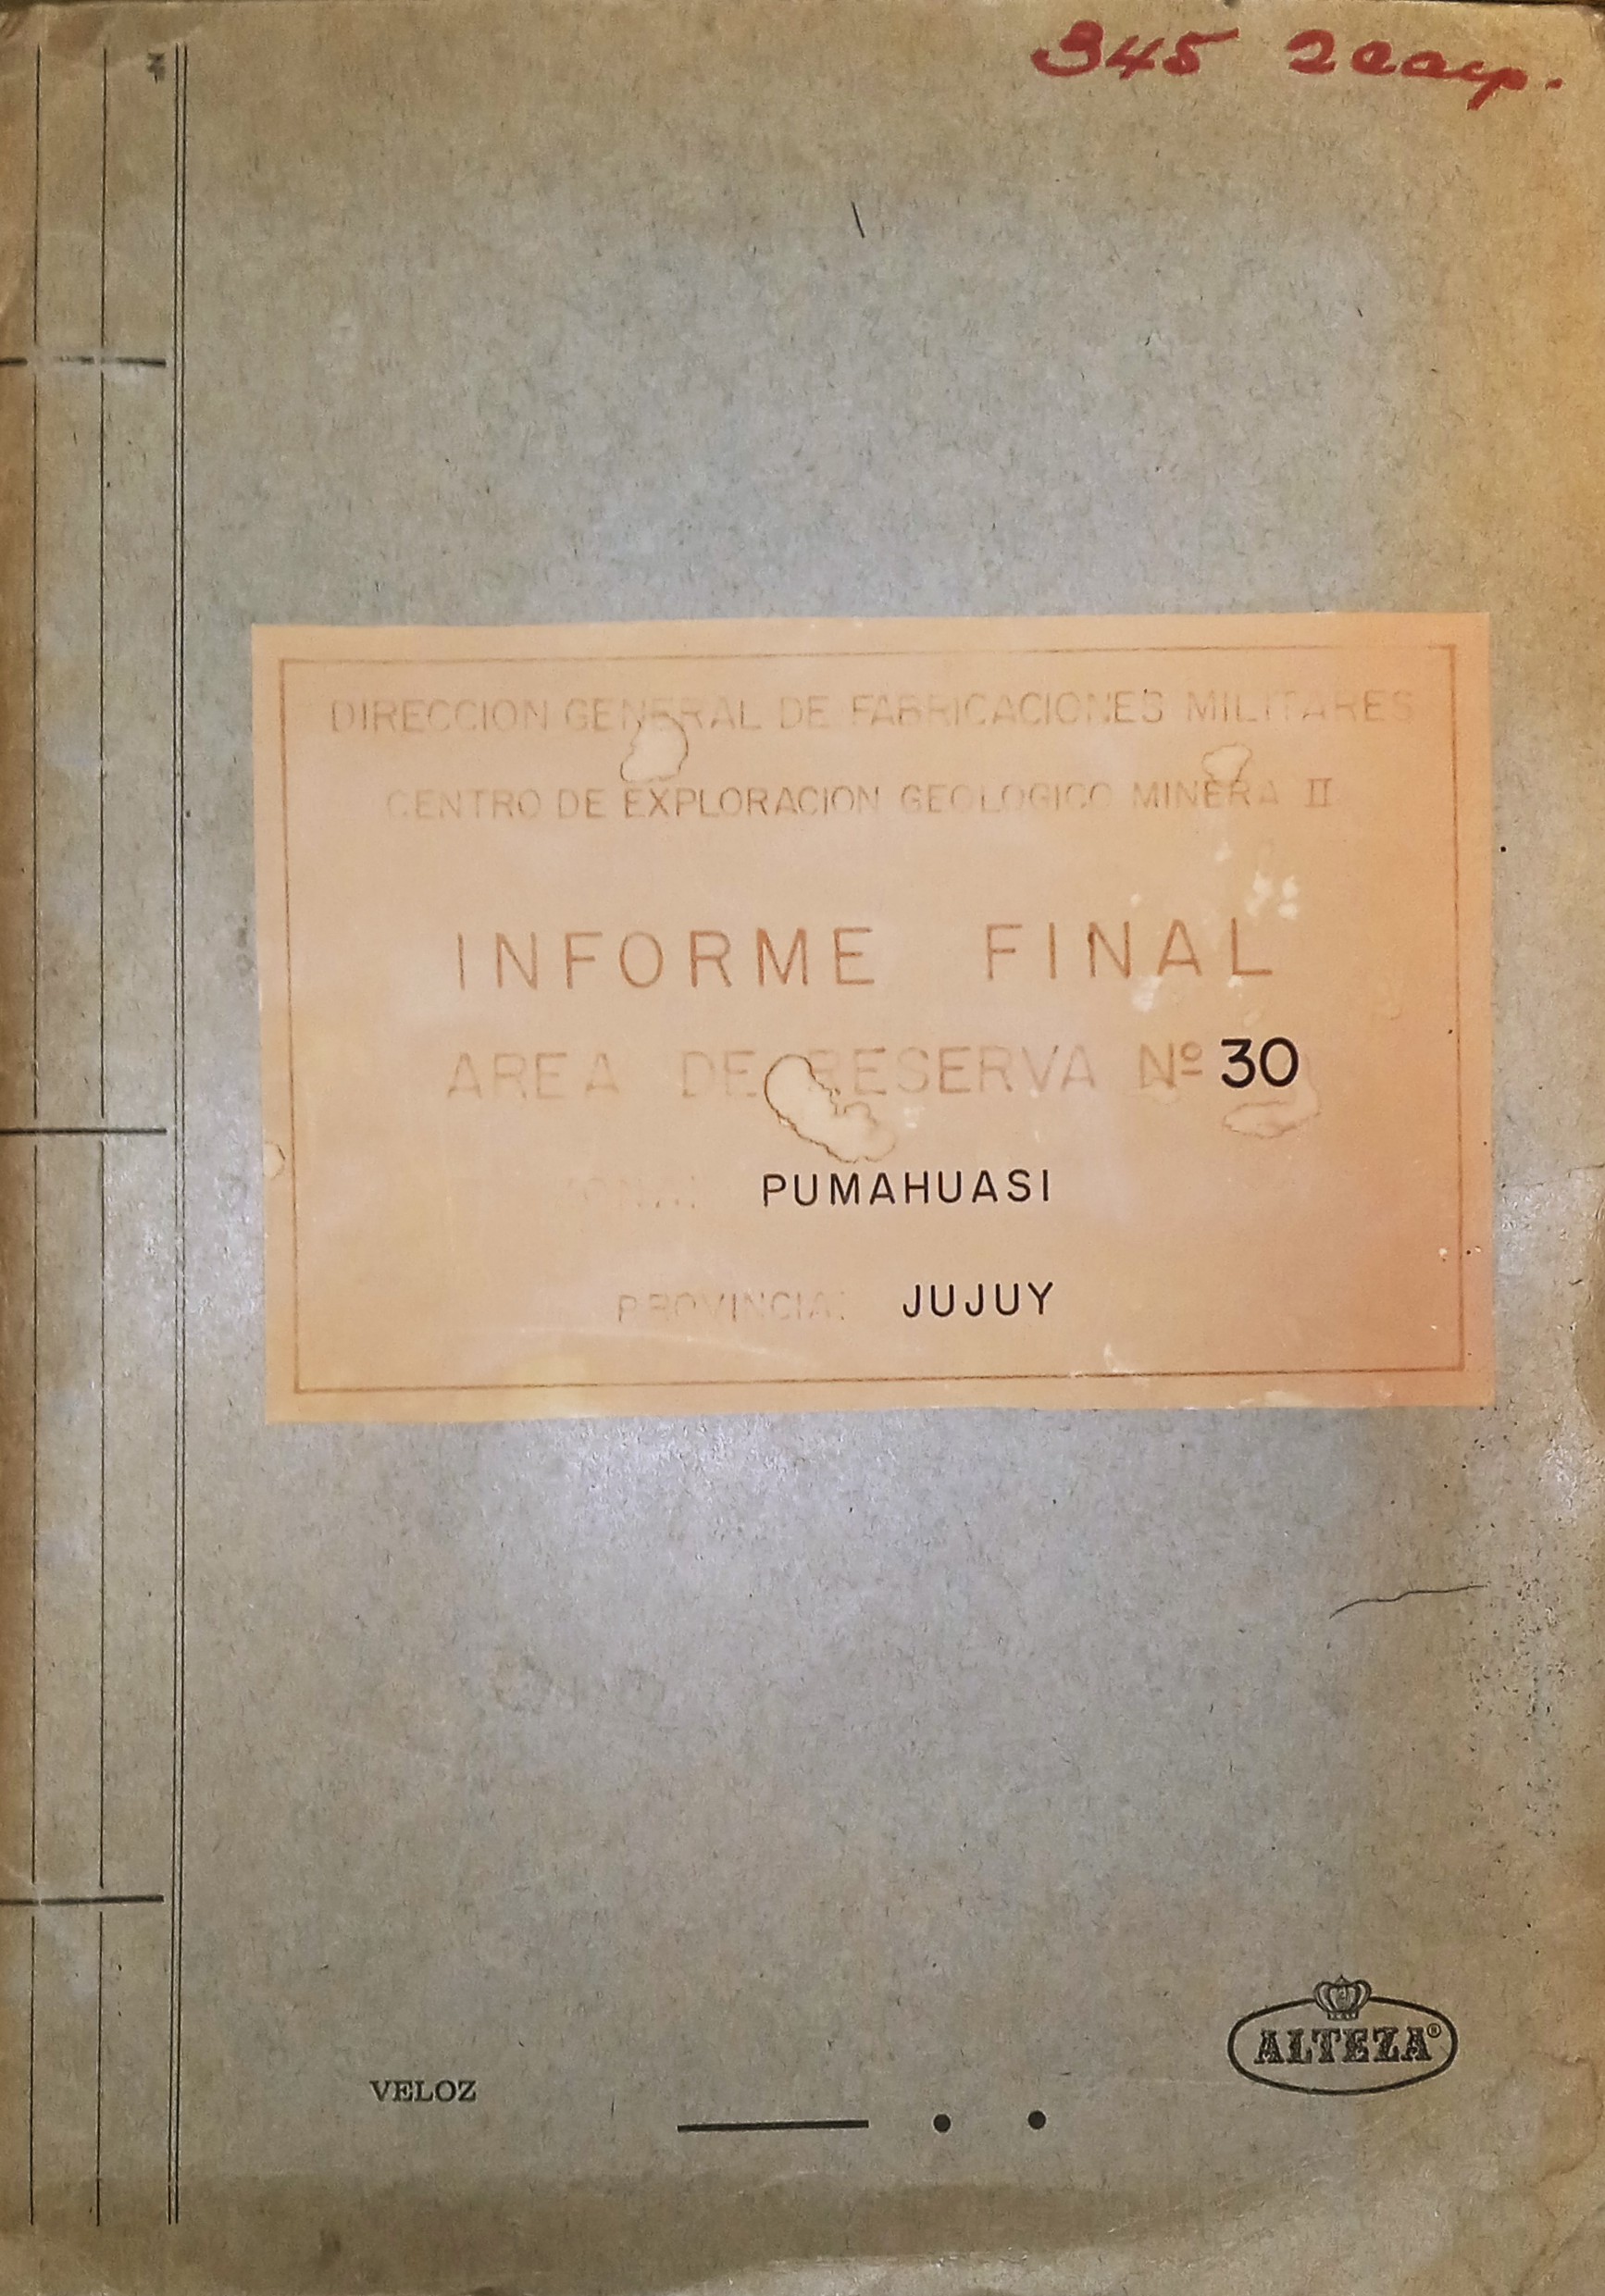 345 2
DIRECCION GENERAL DE FABRICACIONES MILITARES
CENTRO DE EXPLORACION GEOLOGICO MINERA II
INFORME FINAL
AREA DE RESERVA Nº 30
ZONA: PUMAHUASI
PROVINCIA: JUJUY
ALTEZA®
VELOZ